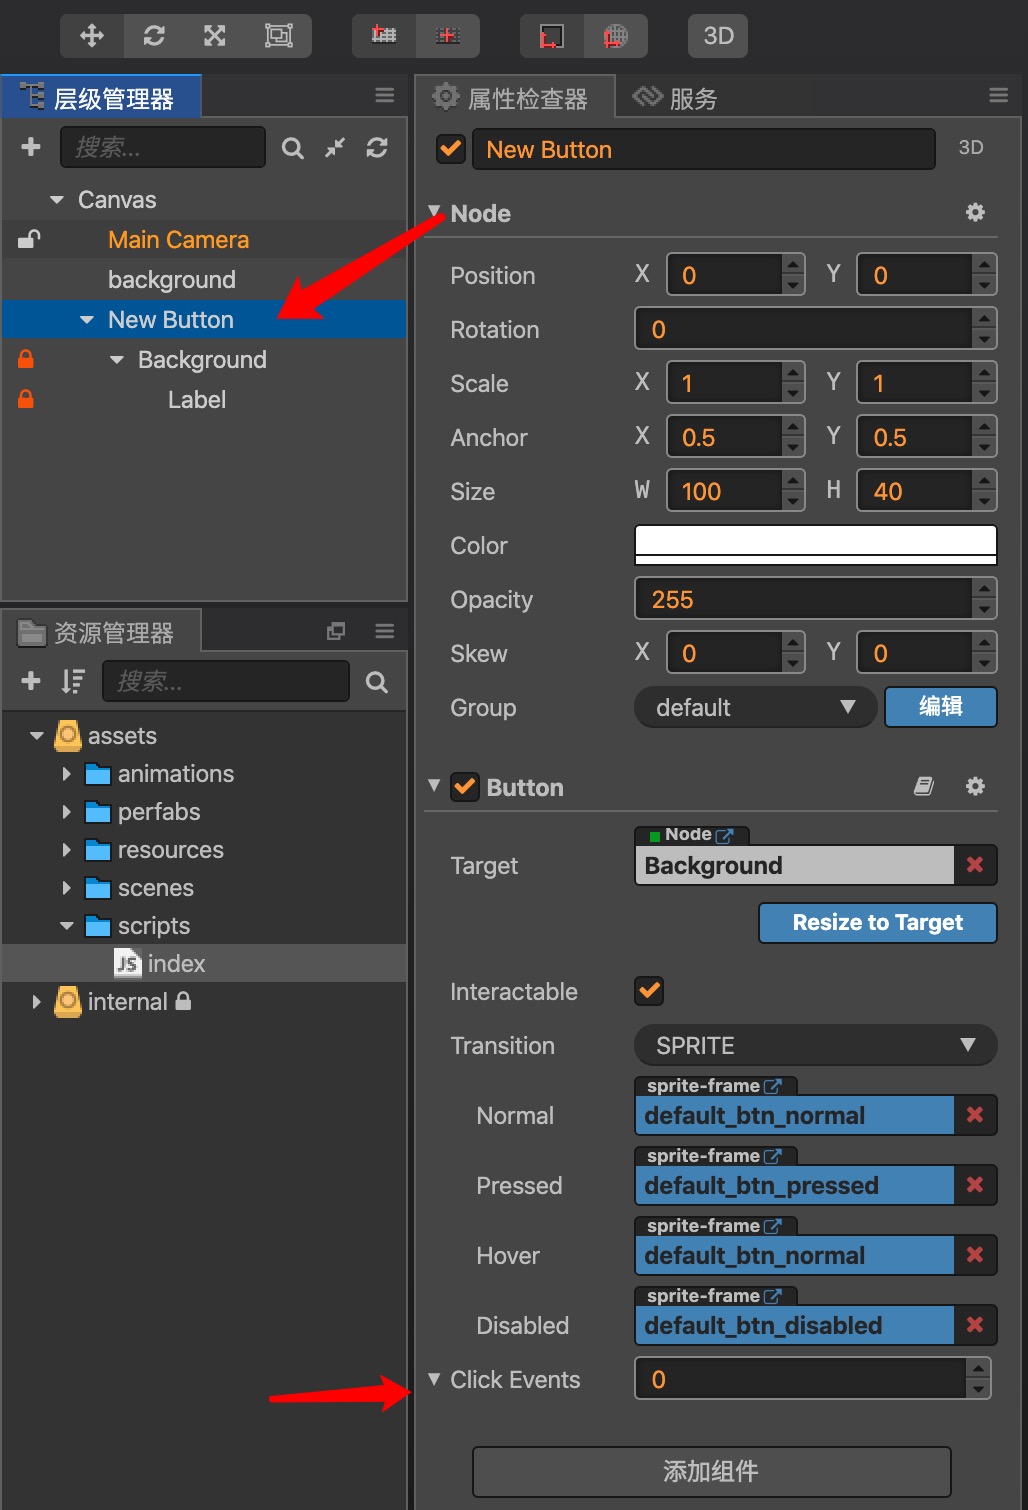 3D
层级管理器
搜索...
Canvas
Main Camera
background
New Button
Background
Label
资源管理器
搜索...
assets
animations
perfabs
resources
scenes
scripts
JS index
internal
属性检查器
服务
New Button
3D
Node
Position X 0 Y 0
Rotation 0
Scale X 1 Y 1
Anchor X 0.5 Y 0.5
Size W 100 H 40
Color
Opacity 255
Skew X 0 Y 0
Group default 编辑
Button
Node
Target Background
Resize to Target
Interactable
Transition SPRITE
sprite-frame
Normal default_btn_normal
sprite-frame
Pressed default_btn_pressed
sprite-frame
Hover default_btn_normal
sprite-frame
Disabled default_btn_disabled
Click Events 0
添加组件